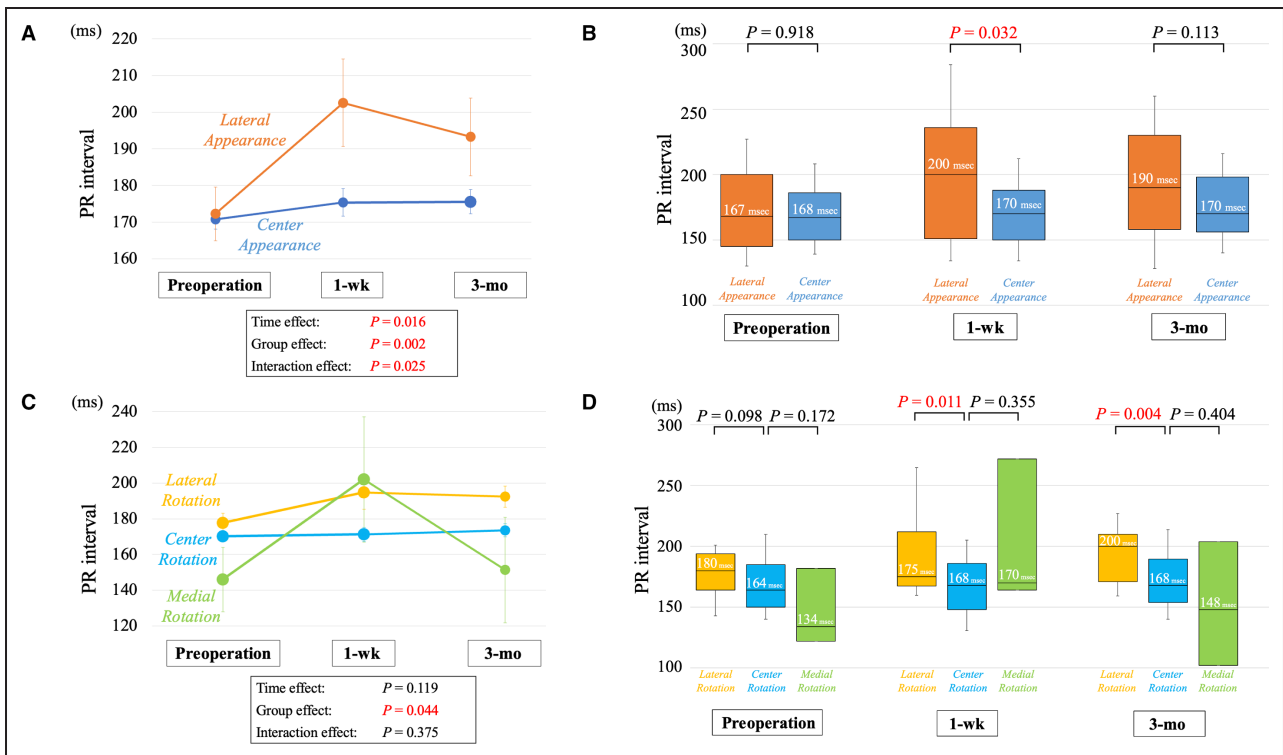 A
(ms)
220
210
200
190
180
170
160
PR interval
Lateral
Appearance
Center
Appearance
Preoperation
1-wk
3-mo
Time effect: P = 0.016
Group effect: P = 0.002
Interaction effect: P = 0.025
B
(ms)
300
250
200
150
100
PR interval
P = 0.918
P = 0.032
P = 0.113
167 msec
168 msec
200 msec
170 msec
190 msec
170 msec
Lateral
Appearance
Center
Appearance
Lateral
Appearance
Center
Appearance
Lateral
Appearance
Center
Appearance
Preoperation
1-wk
3-mo
C
(ms)
240
220
200
180
160
140
120
PR interval
Lateral
Rotation
Center
Rotation
Medial
Rotation
Preoperation
1-wk
3-mo
Time effect: P = 0.119
Group effect: P = 0.044
Interaction effect: P = 0.375
D
(ms)
300
250
200
150
100
PR interval
P = 0.098
P = 0.172
P = 0.011
P = 0.355
P = 0.004
P = 0.404
180 msec
164 msec
134 msec
175 msec
168 msec
170 msec
200 msec
168 msec
148 msec
Lateral
Rotation
Center
Rotation
Medial
Rotation
Lateral
Rotation
Center
Rotation
Medial
Rotation
Lateral
Rotation
Center
Rotation
Medial
Rotation
Preoperation
1-wk
3-mo